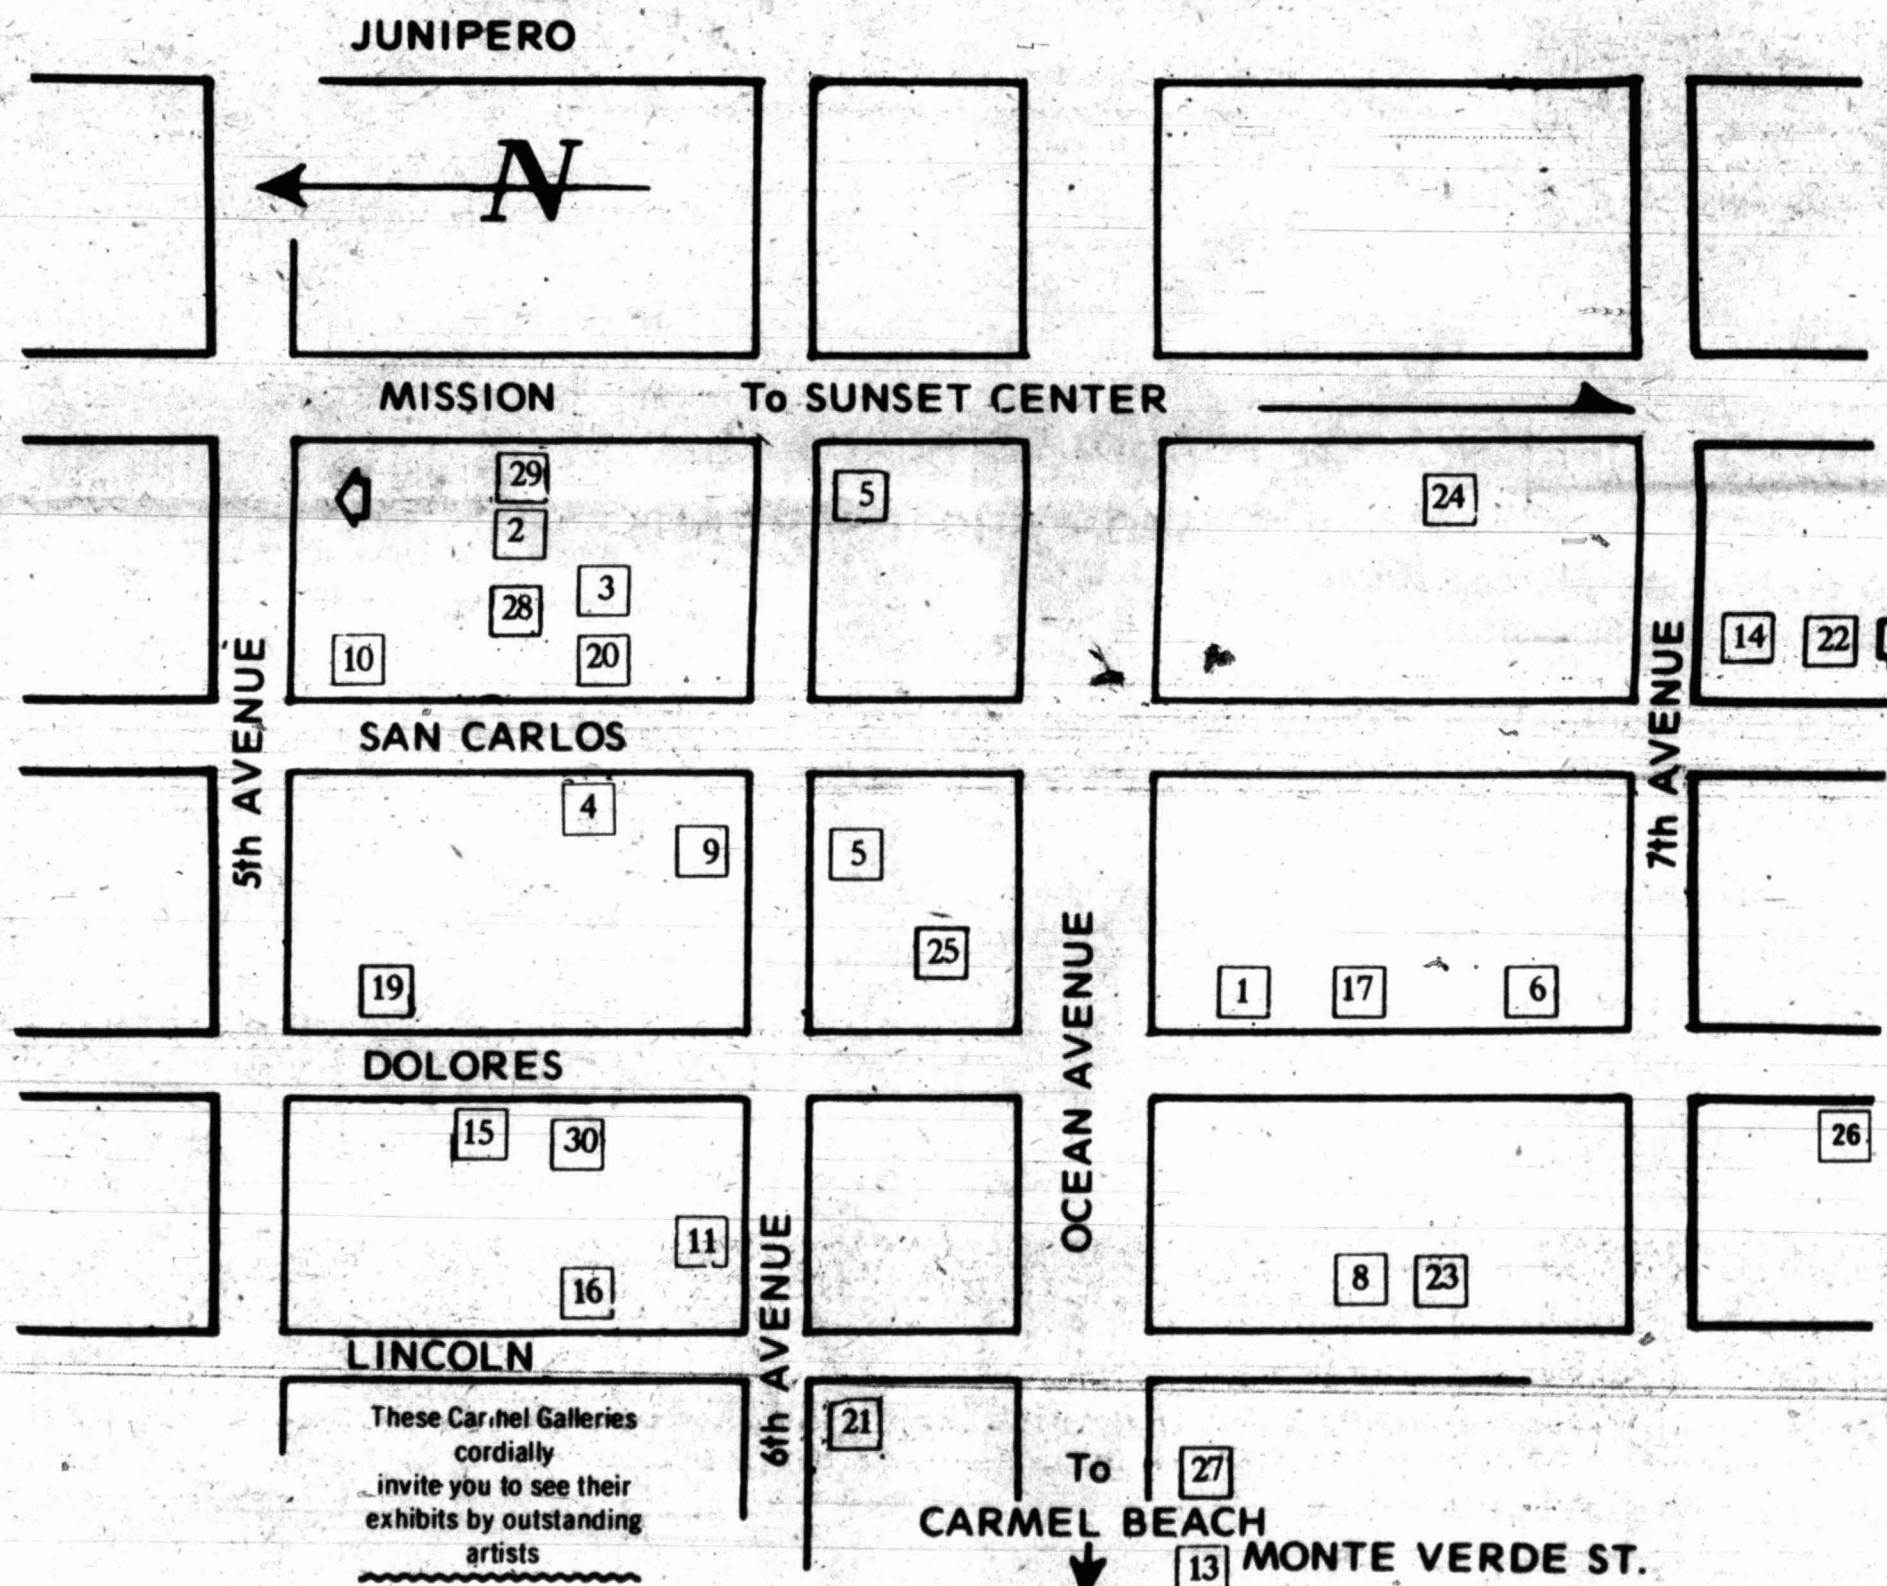 JUNIPERO
N
MISSION To SUNSET CENTER
29
5
24
2
28
3
10
20
14
22
5th AVENUE
7th AVENUE
SAN CARLOS
4
9
5
25
19
1
17
6
OCEAN AVENUE
DOLORES
15
30
26
11
16
8
23
6th AVENUE
LINCOLN
These Carmel Galleries
cordially
invite you to see their
exhibits by outstanding
artists
21
To
27
CARMEL BEACH
13
MONTE VERDE ST.